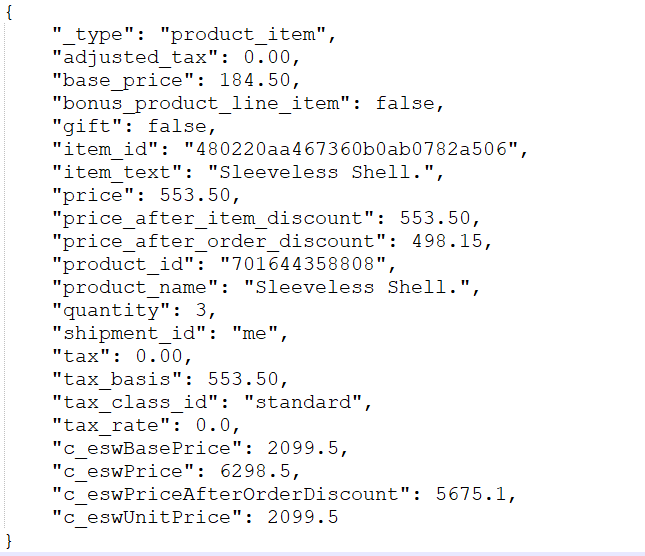 {
"_type": "product_item",
"adjusted_tax": 0.00,
"base_price": 184.50,
"bonus_product_line_item": false,
"gift": false,
"item_id": "480220aa467360b0ab0782a506",
"item_text": "Sleeveless Shell.",
"price": 553.50,
"price_after_item_discount": 553.50,
"price_after_order_discount": 498.15,
"product_id": "701644358808",
"product_name": "Sleeveless Shell.",
"quantity": 3,
"shipment_id": "me",
"tax": 0.00,
"tax_basis": 553.50,
"tax_class_id": "standard",
"tax_rate": 0.0,
"c_eswBasePrice": 2099.5,
"c_eswPrice": 6298.5,
"c_eswPriceAfterOrderDiscount": 5675.1,
"c_eswUnitPrice": 2099.5
}